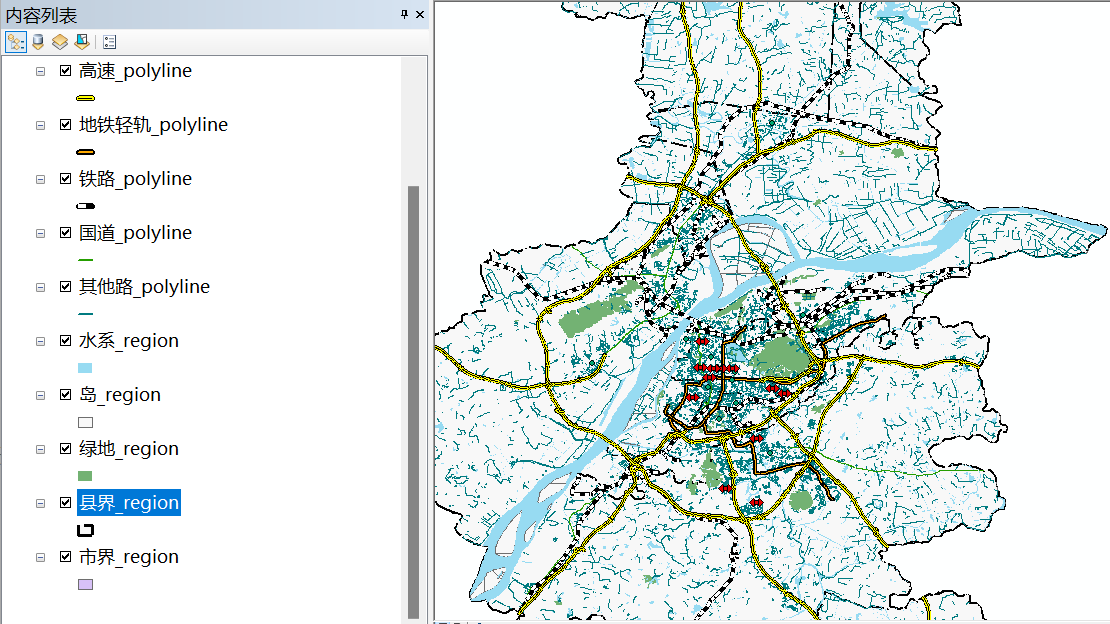 内容列表
高速_polyline
地铁轻轨_polyline
铁路_polyline
国道_polyline
其他路_polyline
水系_region
岛_region
绿地_region
县界_region
市界_region